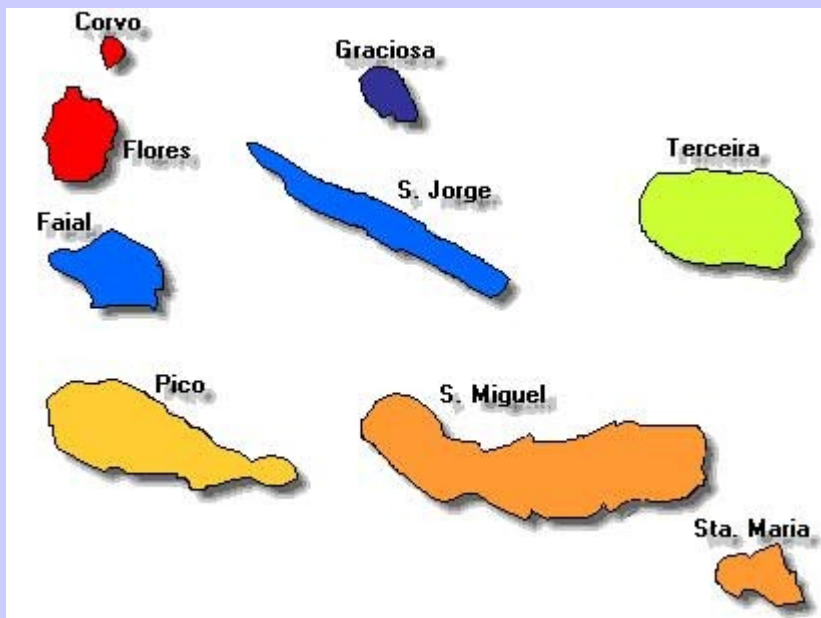 Corvo
Graciosa
Flores
Terceira
S. Jorge
Faial
Pico
S. Miguel
Sta. Maria